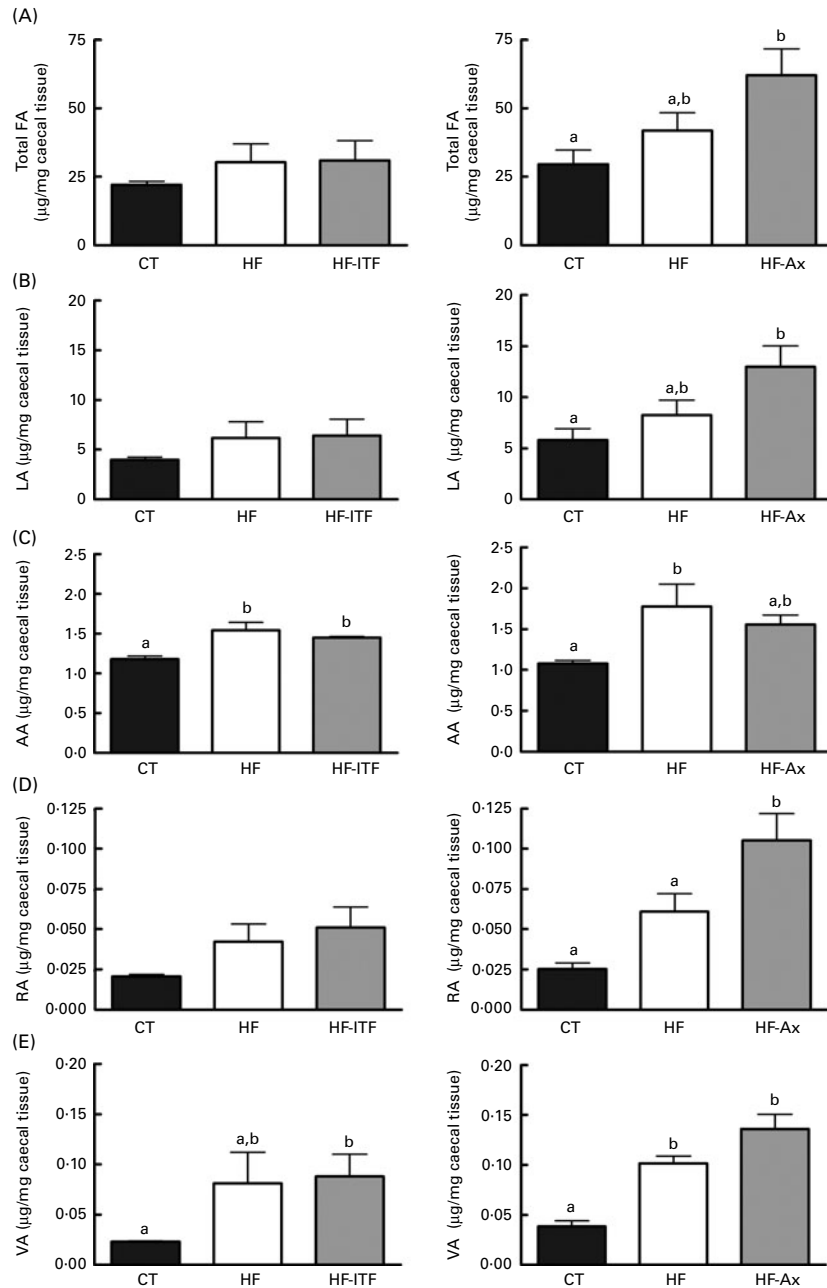 (A)
Total FA
(µg/mg caecal tissue)
75
50
25
0
CT HF HF-ITF
Total FA
(µg/mg caecal tissue)
75
50
25
0
a a,b b
CT HF HF-Ax
(B)
LA (µg/mg caecal tissue)
20
15
10
5
0
CT HF HF-ITF
LA (µg/mg caecal tissue)
20
15
10
5
0
a a,b b
CT HF HF-Ax
(C)
AA (µg/mg caecal tissue)
2·5
2·0
1·5
1·0
0·5
0·0
a b b
CT HF HF-ITF
AA (µg/mg caecal tissue)
2·5
2·0
1·5
1·0
0·5
0·0
a b a,b
CT HF HF-Ax
(D)
RA (µg/mg caecal tissue)
0·125
0·100
0·075
0·050
0·025
0·000
CT HF HF-ITF
RA (µg/mg caecal tissue)
0·125
0·100
0·075
0·050
0·025
0·000
a a b
CT HF HF-Ax
(E)
VA (µg/mg caecal tissue)
0·20
0·15
0·10
0·05
0·00
a a,b b
CT HF HF-ITF
VA (µg/mg caecal tissue)
0·20
0·15
0·10
0·05
0·00
a b b
CT HF HF-Ax